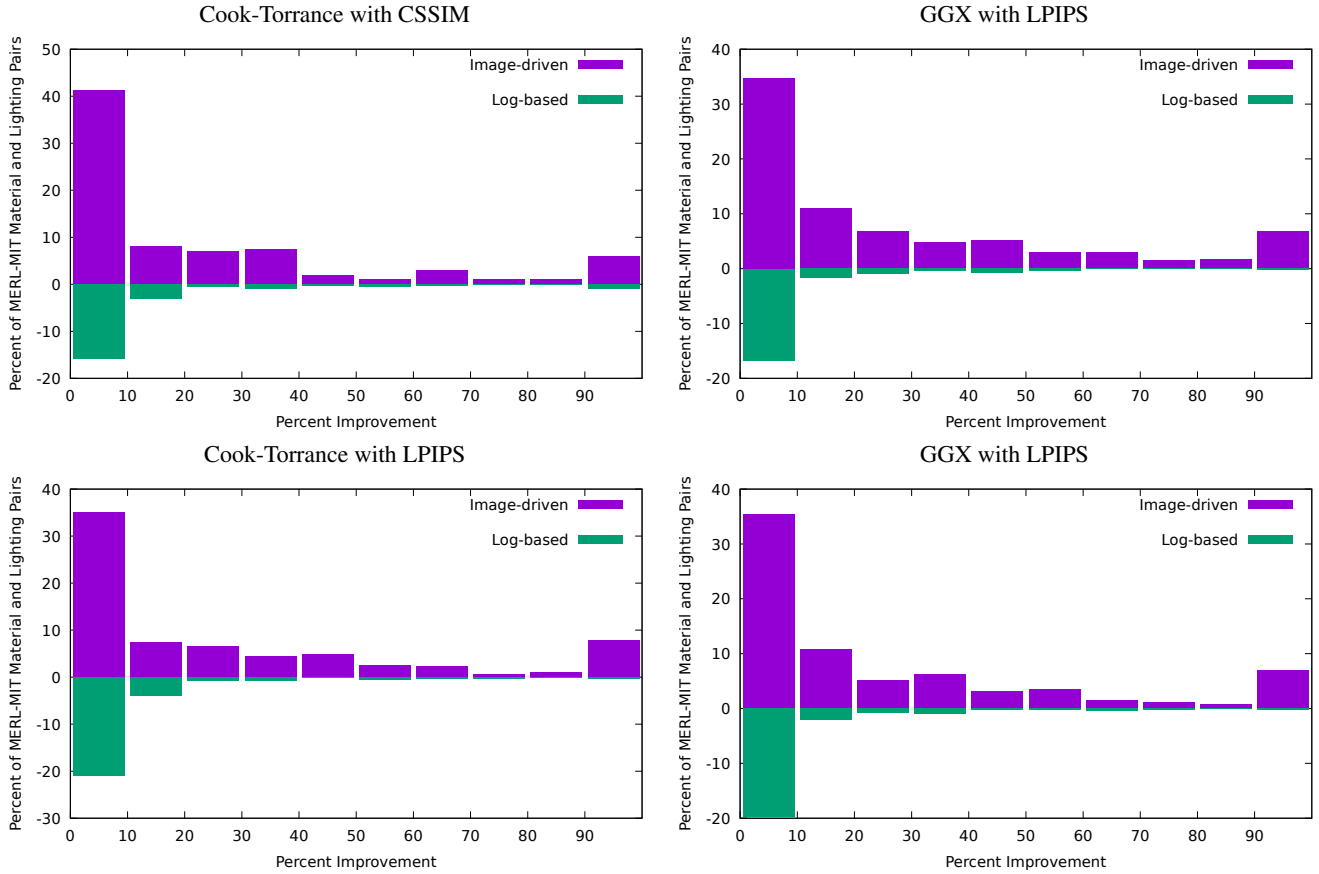 Cook-Torrance with CSSIM
Percent of MERL-MIT Material and Lighting Pairs
50
40
30
20
10
0
-10
-20
Image-driven
Log-based
0 10 20 30 40 50 60 70 80 90
Percent Improvement
GGX with LPIPS
Percent of MERL-MIT Material and Lighting Pairs
40
30
20
10
0
-10
-20
Image-driven
Log-based
0 10 20 30 40 50 60 70 80 90
Percent Improvement
Cook-Torrance with LPIPS
Percent of MERL-MIT Material and Lighting Pairs
40
30
20
10
0
-10
-20
-30
Image-driven
Log-based
0 10 20 30 40 50 60 70 80 90
Percent Improvement
GGX with LPIPS
Percent of MERL-MIT Material and Lighting Pairs
40
30
20
10
0
-10
-20
Image-driven
Log-based
0 10 20 30 40 50 60 70 80 90
Percent Improvement